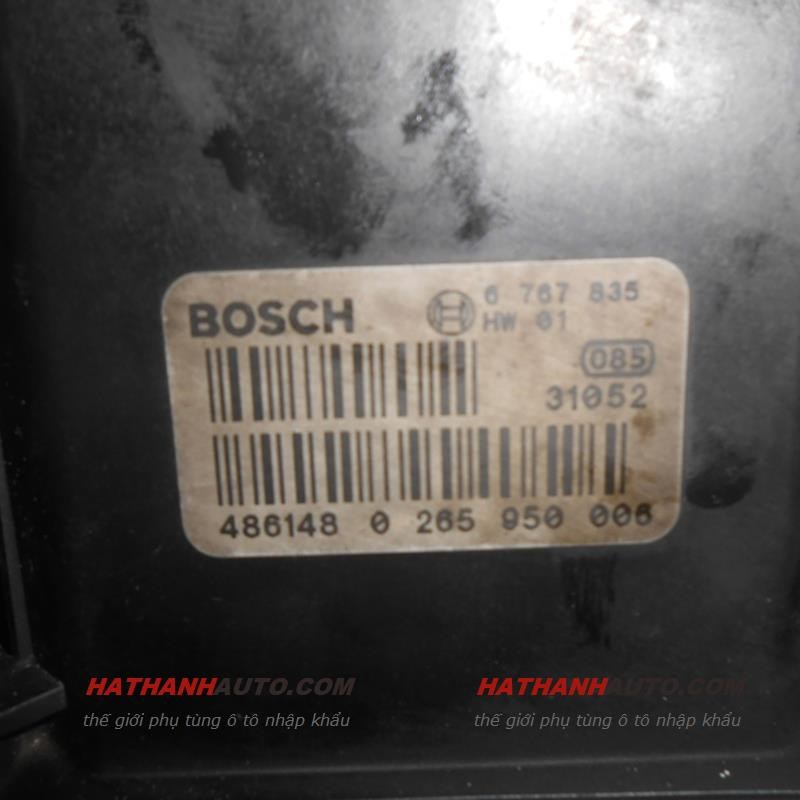 BOSCH
6 767 835
HW 01
085
31052
486148 0 265 950 006
HATHANHAUTO.COM HATHANHAUTO.COM
thế giới phụ tùng ô tô nhập khẩu thế giới phụ tùng ô tô nhập khẩu